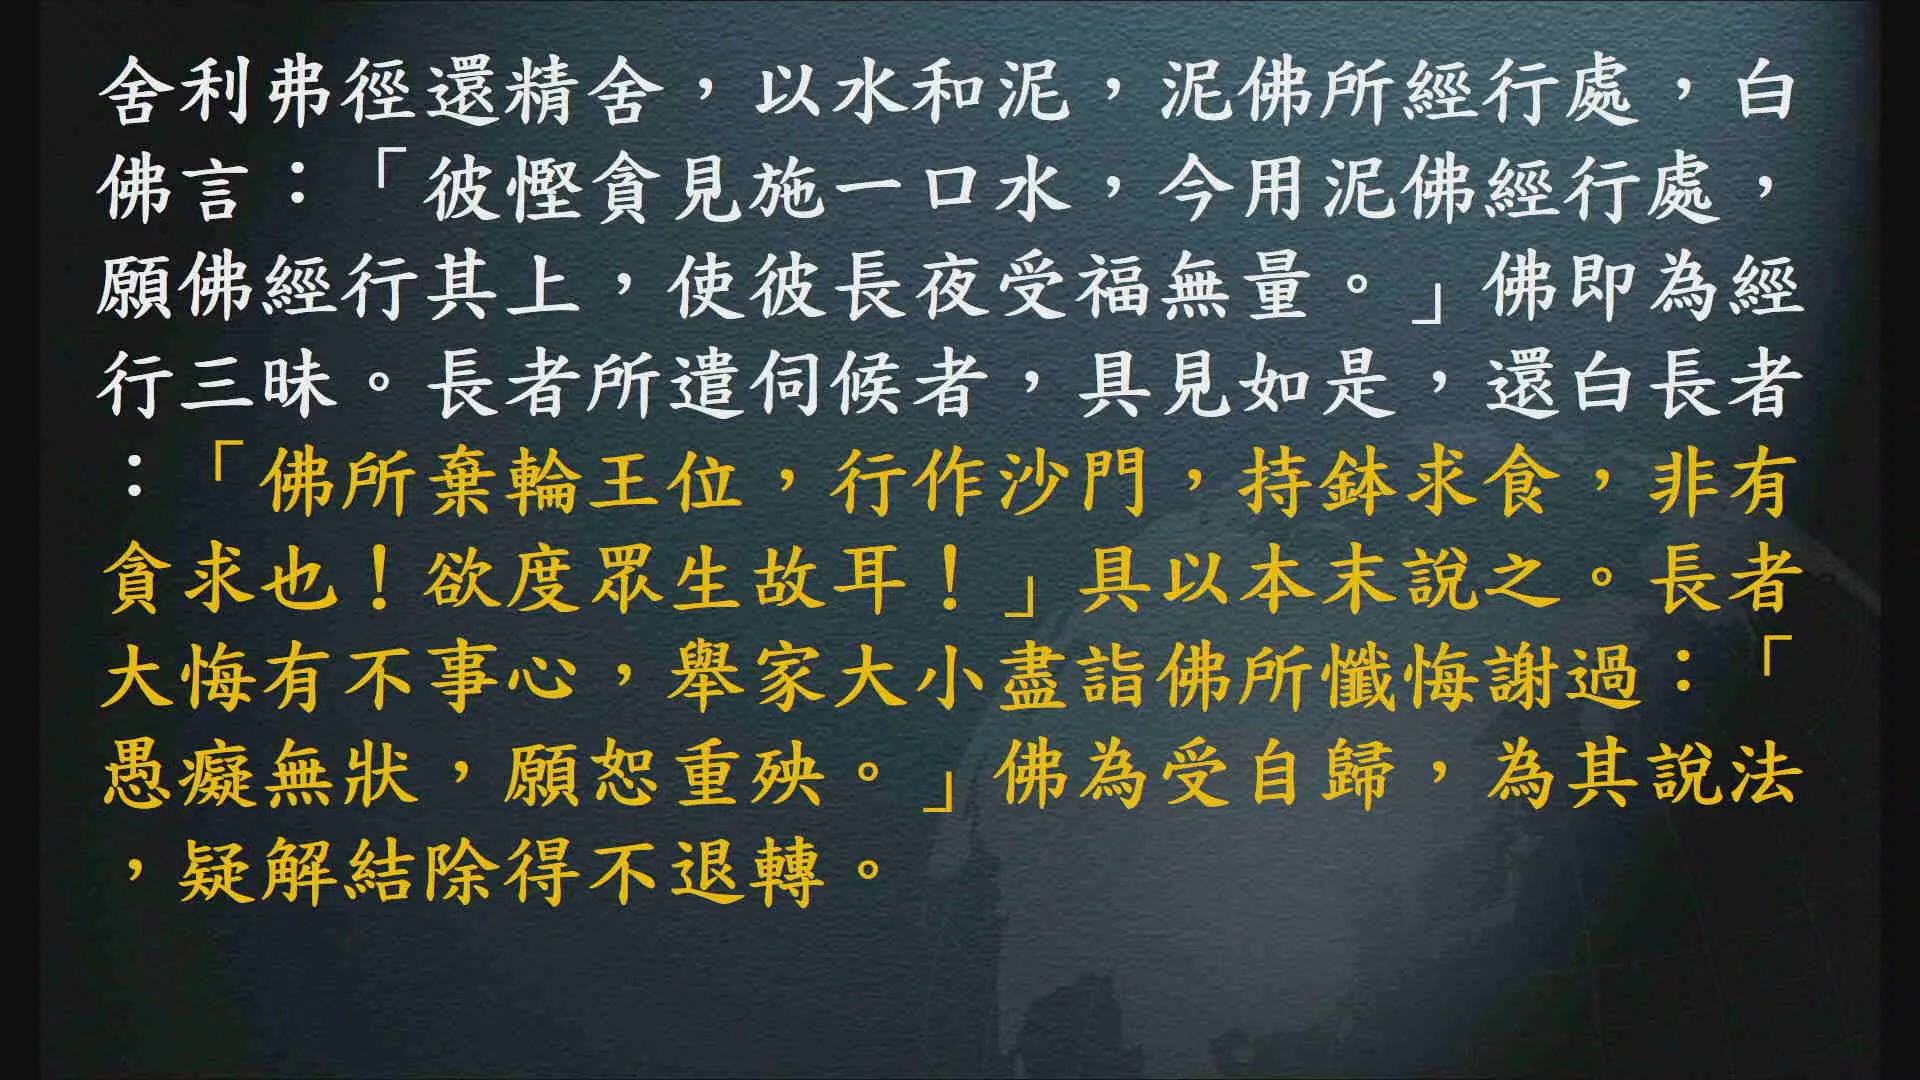 舍利弗徑還精舍，以水和泥，泥佛所經行處，白
佛言：「彼慳貪見施一口水，今用泥佛經行處，
願佛經行其上，使彼長夜受福無量。」佛即為經
行三昧。長者所遣伺候者，具見如是，還白長者
：「佛所棄輪王位，行作沙門，持鉢求食，非有
貪求也！欲度眾生故耳！」具以本末說之。長者
大悔有不事心，舉家大小盡詣佛所懺悔謝過：「
愚癡無狀，願恕重殃。」佛為受自歸，為其說法
，疑解結除得不退轉。